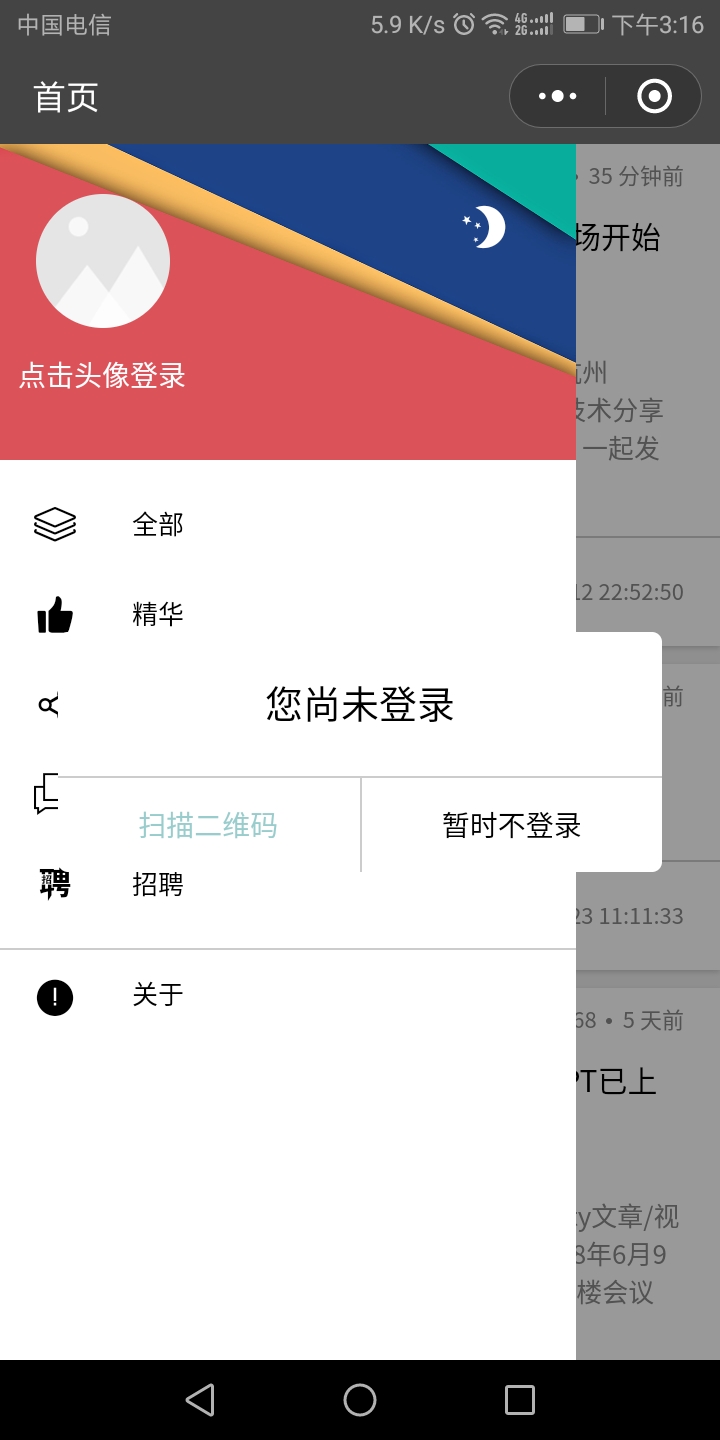 中国电信 5.9 K/s 4G 2G 下午3:16
首页
• 35 分钟前
场开始
点击头像登录
州
术分享
一起发
全部
12 22:52:50
精华
前
您尚未登录
扫描二维码 暂时不登录
招聘
23 11:11:33
关于
68 • 5 天前
PT已上
y文章/视
8年6月9
楼会议